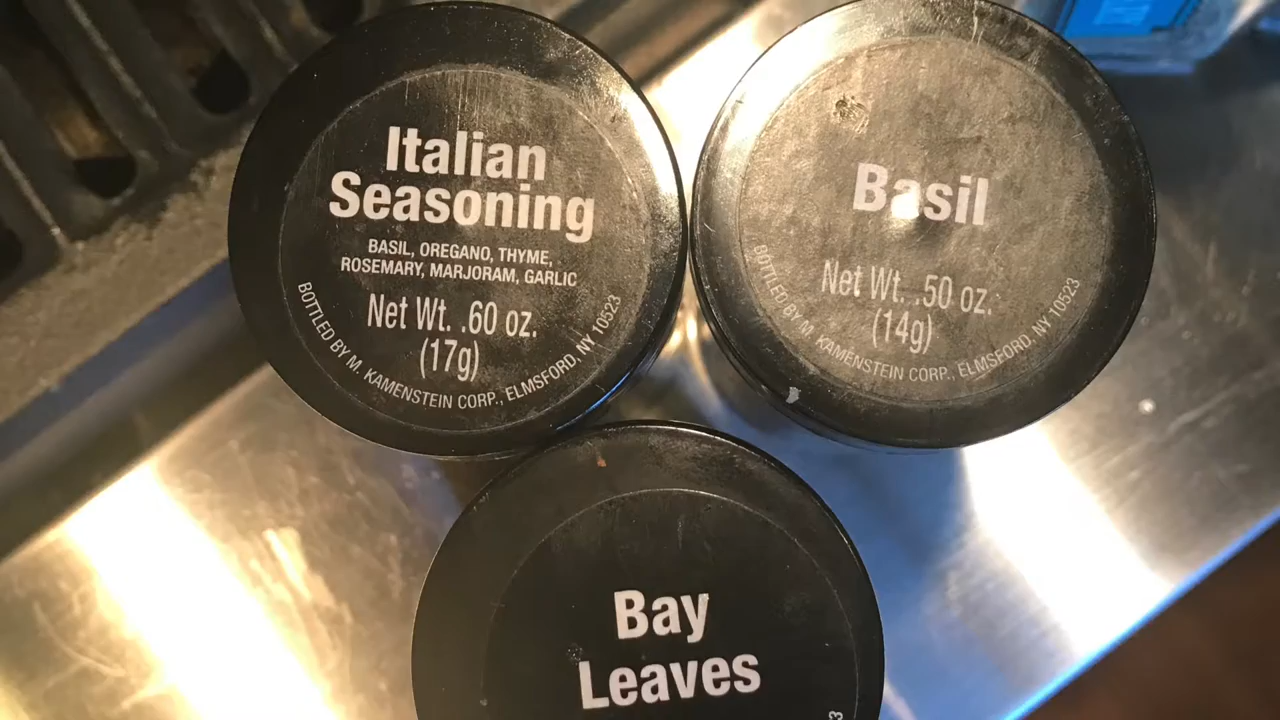 Italian
Seasoning
BASIL, OREGANO, THYME,
ROSEMARY, MARJORAM, GARLIC
Net Wt. .60 oz.
(17g)
BOTTLED BY M. KAMENSTEIN CORP., ELMSFORD, NY 10523
Basil
Net Wt. .50 oz.
(14g)
BOTTLED BY M. KAMENSTEIN CORP., ELMSFORD, NY 10523
Bay
Leaves